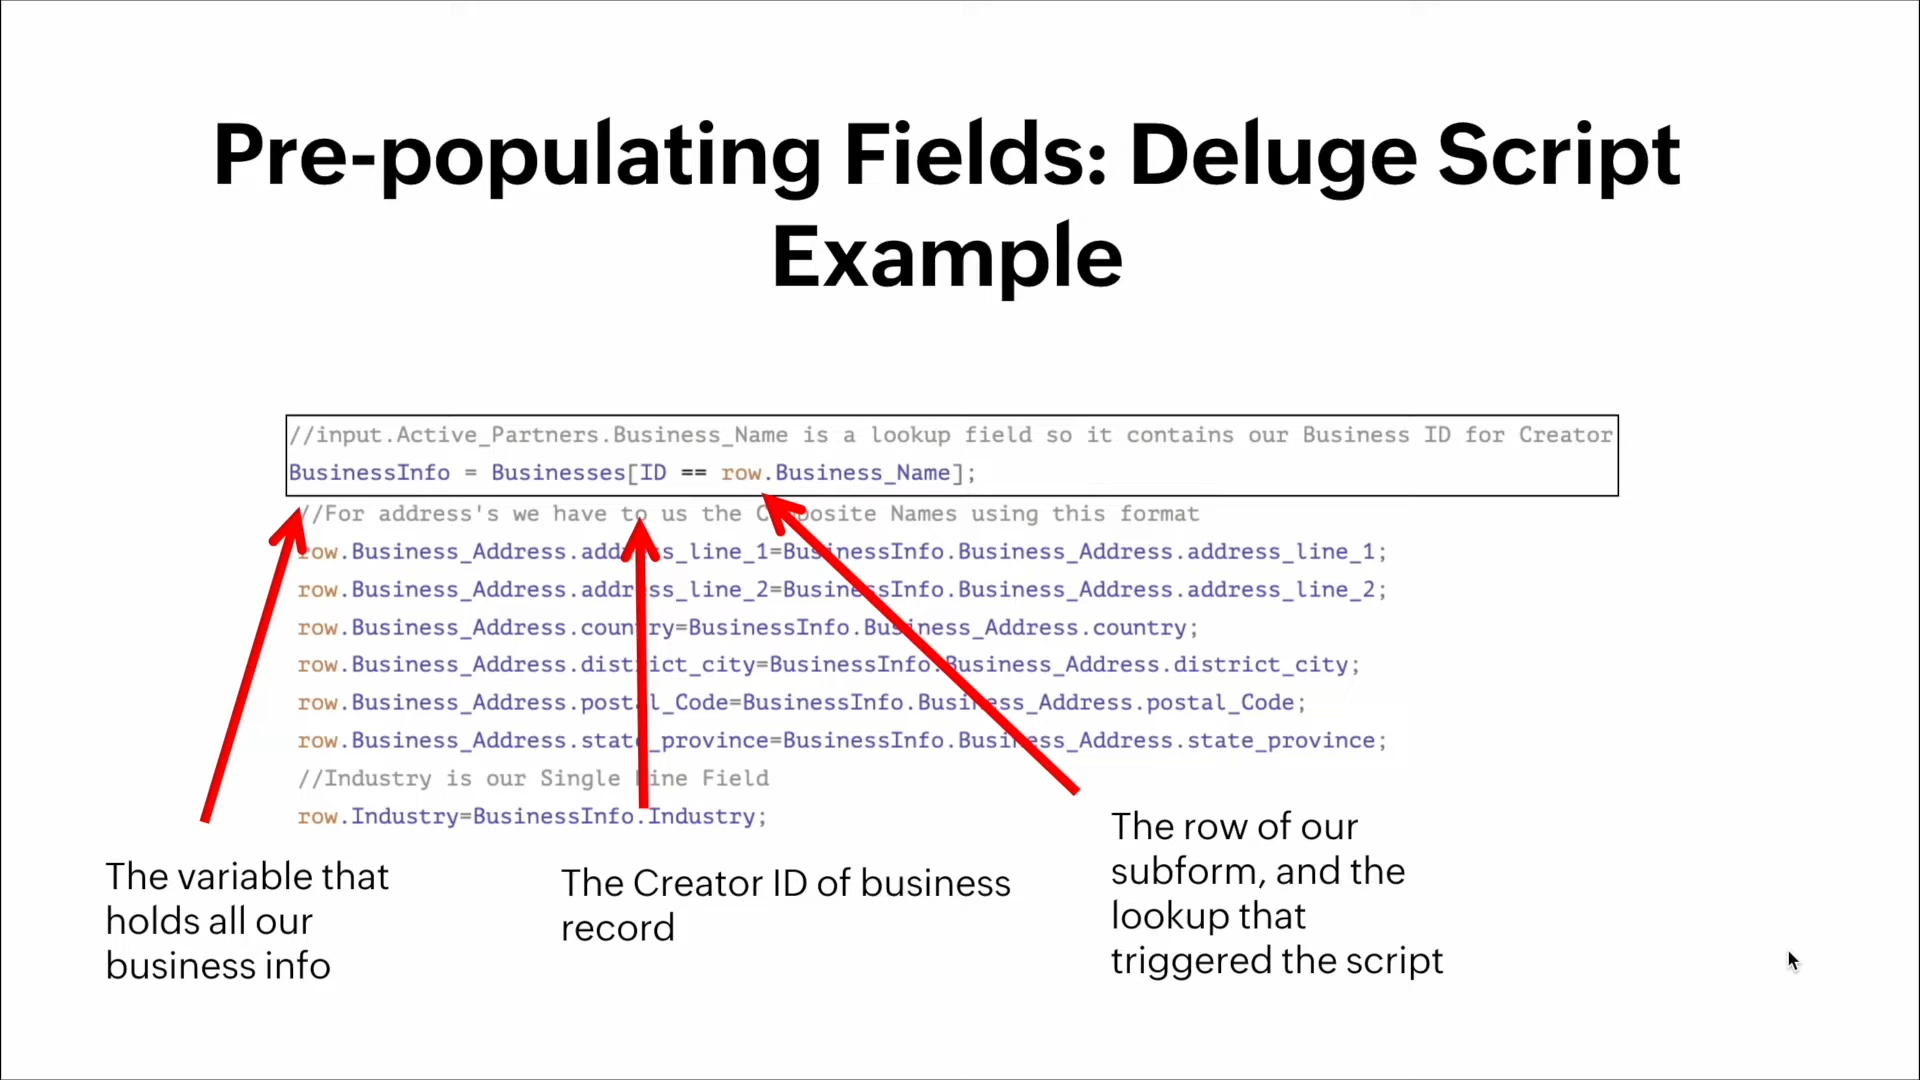 Pre-populating Fields: Deluge Script
Example
//input.Active_Partners.Business_Name is a lookup field so it contains our Business ID for Creator
BusinessInfo = Businesses[ID == row.Business_Name];
//For address's we have to us the Composite Names using this format
row.Business_Address.address_line_1=BusinessInfo.Business_Address.address_line_1;
row.Business_Address.address_line_2=BusinessInfo.Business_Address.address_line_2;
row.Business_Address.country=BusinessInfo.Business_Address.country;
row.Business_Address.district_city=BusinessInfo.Business_Address.district_city;
row.Business_Address.postal_Code=BusinessInfo.Business_Address.postal_Code;
row.Business_Address.state_province=BusinessInfo.Business_Address.state_province;
//Industry is our Single Line Field
row.Industry=BusinessInfo.Industry;
The variable that
holds all our
business info
The Creator ID of business
record
The row of our
subform, and the
lookup that
triggered the script